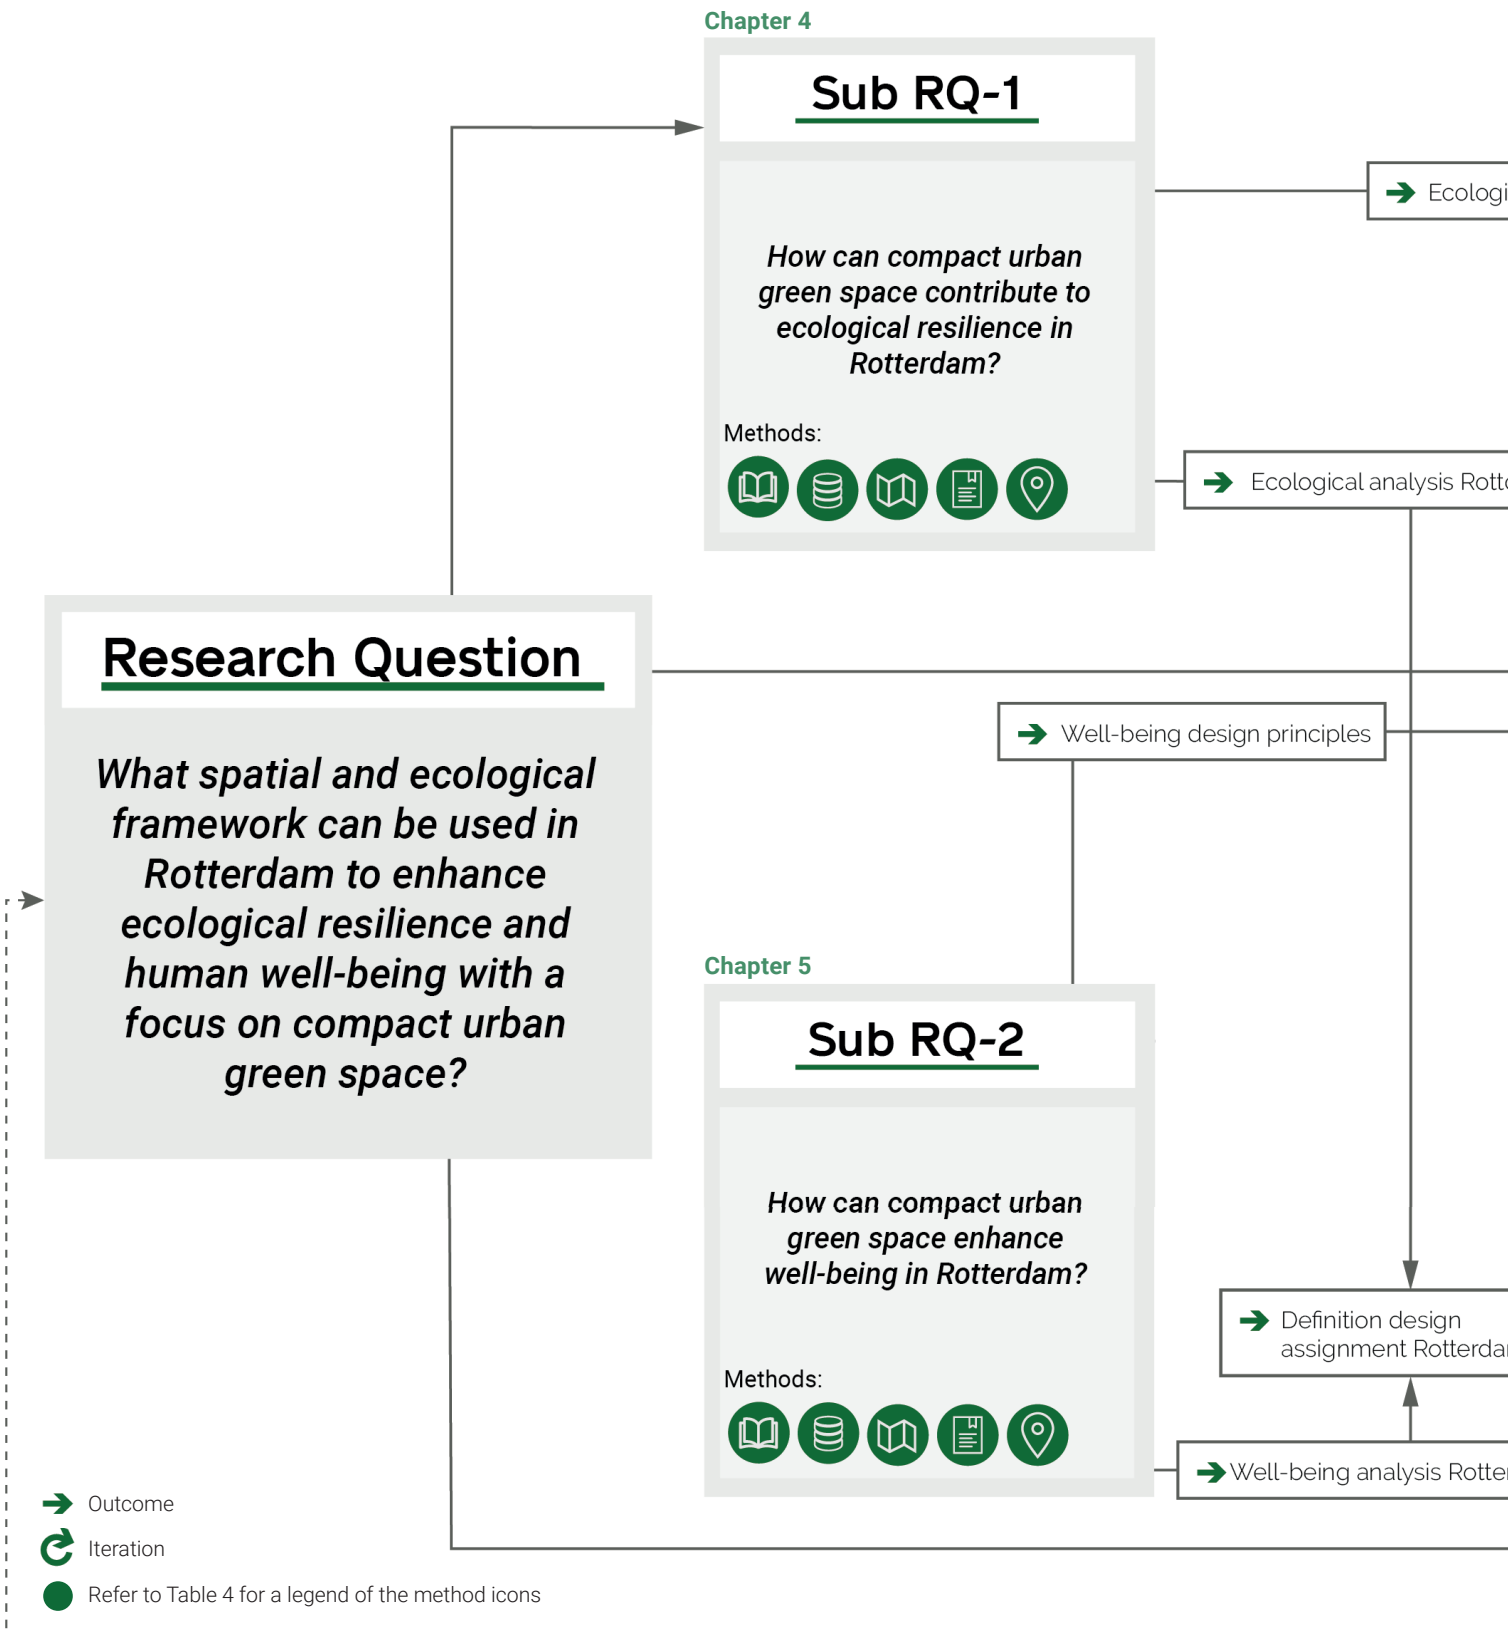 Chapter 4
Sub RQ-1
How can compact urban
green space contribute to
ecological resilience in
Rotterdam?
Methods:
Ecological analysis
Research Question
What spatial and ecological
framework can be used in
Rotterdam to enhance
ecological resilience and
human well-being with a
focus on compact urban
green space?
Well-being design principles
Chapter 5
Sub RQ-2
How can compact urban
green space enhance
well-being in Rotterdam?
Methods:
Definition design
assignment
Well-being analysis
Outcome
Iteration
Refer to Table 4 for a legend of the method icons